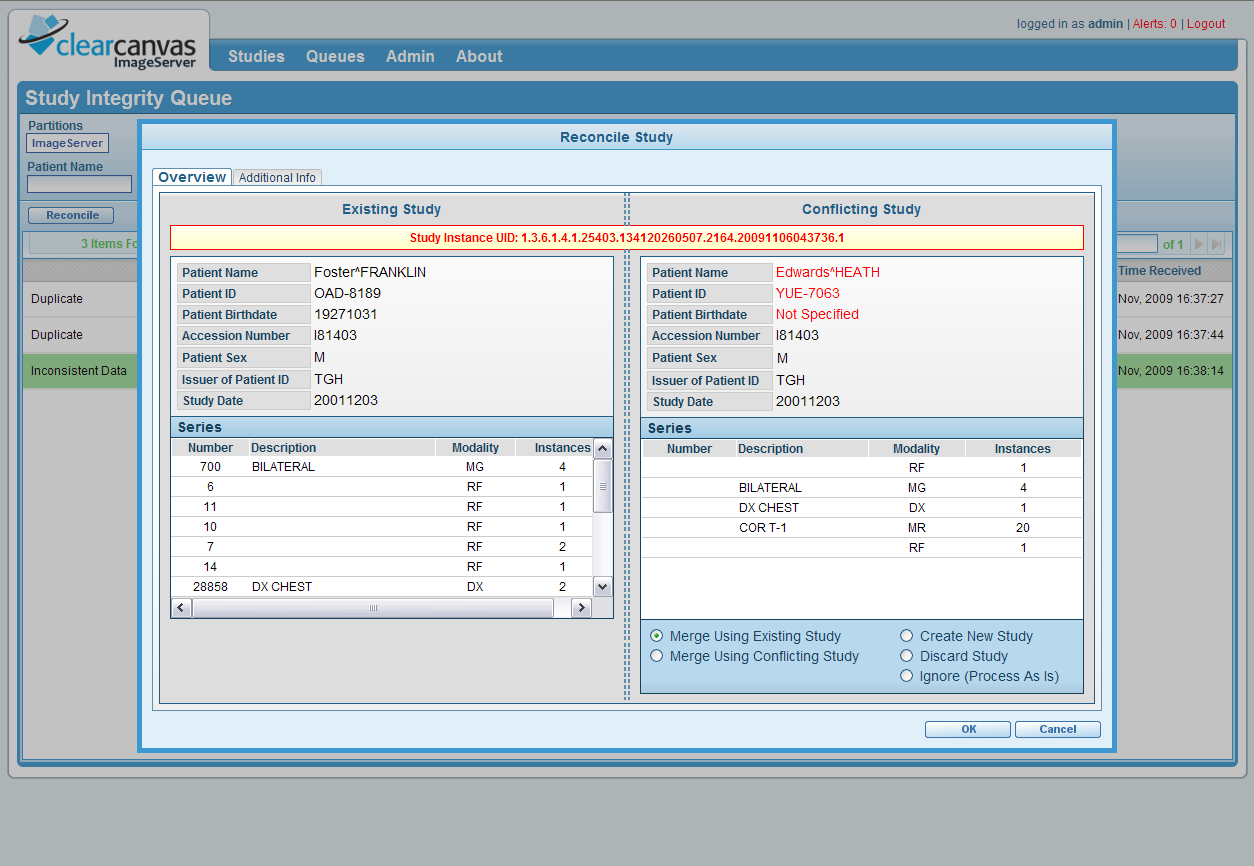 logged in as admin | Alerts: 0 | Logout
clearcanvas
ImageServer
Studies Queues Admin About
Study Integrity Queue
Partitions
ImageServer
Patient Name
Reconcile
3 Items Fo
of 1
Time Received
Duplicate
Nov, 2009 16:37:27
Duplicate
Nov, 2009 16:37:44
Inconsistent Data
Nov, 2009 16:38:14
Reconcile Study
Overview Additional Info
Existing Study Conflicting Study
Study Instance UID: 1.3.6.1.4.1.25403.134120260507.2164.20091106043736.1
Patient Name Foster^FRANKLIN
Patient ID OAD-8189
Patient Birthdate 19271031
Accession Number I81403
Patient Sex M
Issuer of Patient ID TGH
Study Date 20011203
Series
Number Description Modality Instances
700 BILATERAL MG 4
6 RF 1
11 RF 1
10 RF 1
7 RF 2
14 RF 1
28858 DX CHEST DX 2
Patient Name Edwards^HEATH
Patient ID YUE-7063
Patient Birthdate Not Specified
Accession Number I81403
Patient Sex M
Issuer of Patient ID TGH
Study Date 20011203
Series
Number Description Modality Instances
RF 1
BILATERAL MG 4
DX CHEST DX 1
COR T-1 MR 20
RF 1
Merge Using Existing Study Create New Study
Merge Using Conflicting Study Discard Study
Ignore (Process As Is)
OK Cancel